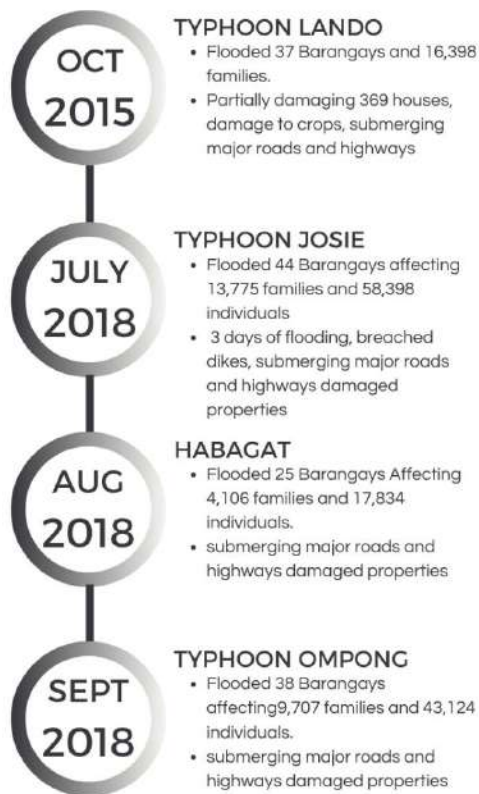 OCT
2015
TYPHOON LANDO
• Flooded 37 Barangays and 16,398
families.
• Partially damaging 369 houses,
damage to crops, submerging
major roads and highways
JULY
2018
TYPHOON JOSIE
• Flooded 44 Barangays affecting
13,775 families and 58,398
individuals
• 3 days of flooding, breached
dikes, submerging major roads
and highways damaged
properties
AUG
2018
HABAGAT
• Flooded 25 Barangays Affecting
4,106 families and 17,834
individuals.
• submerging major roads and
highways damaged properties
SEPT
2018
TYPHOON OMPONG
• Flooded 38 Barangays
affecting9,707 families and 43,124
individuals.
• submerging major roads and
highways damaged properties